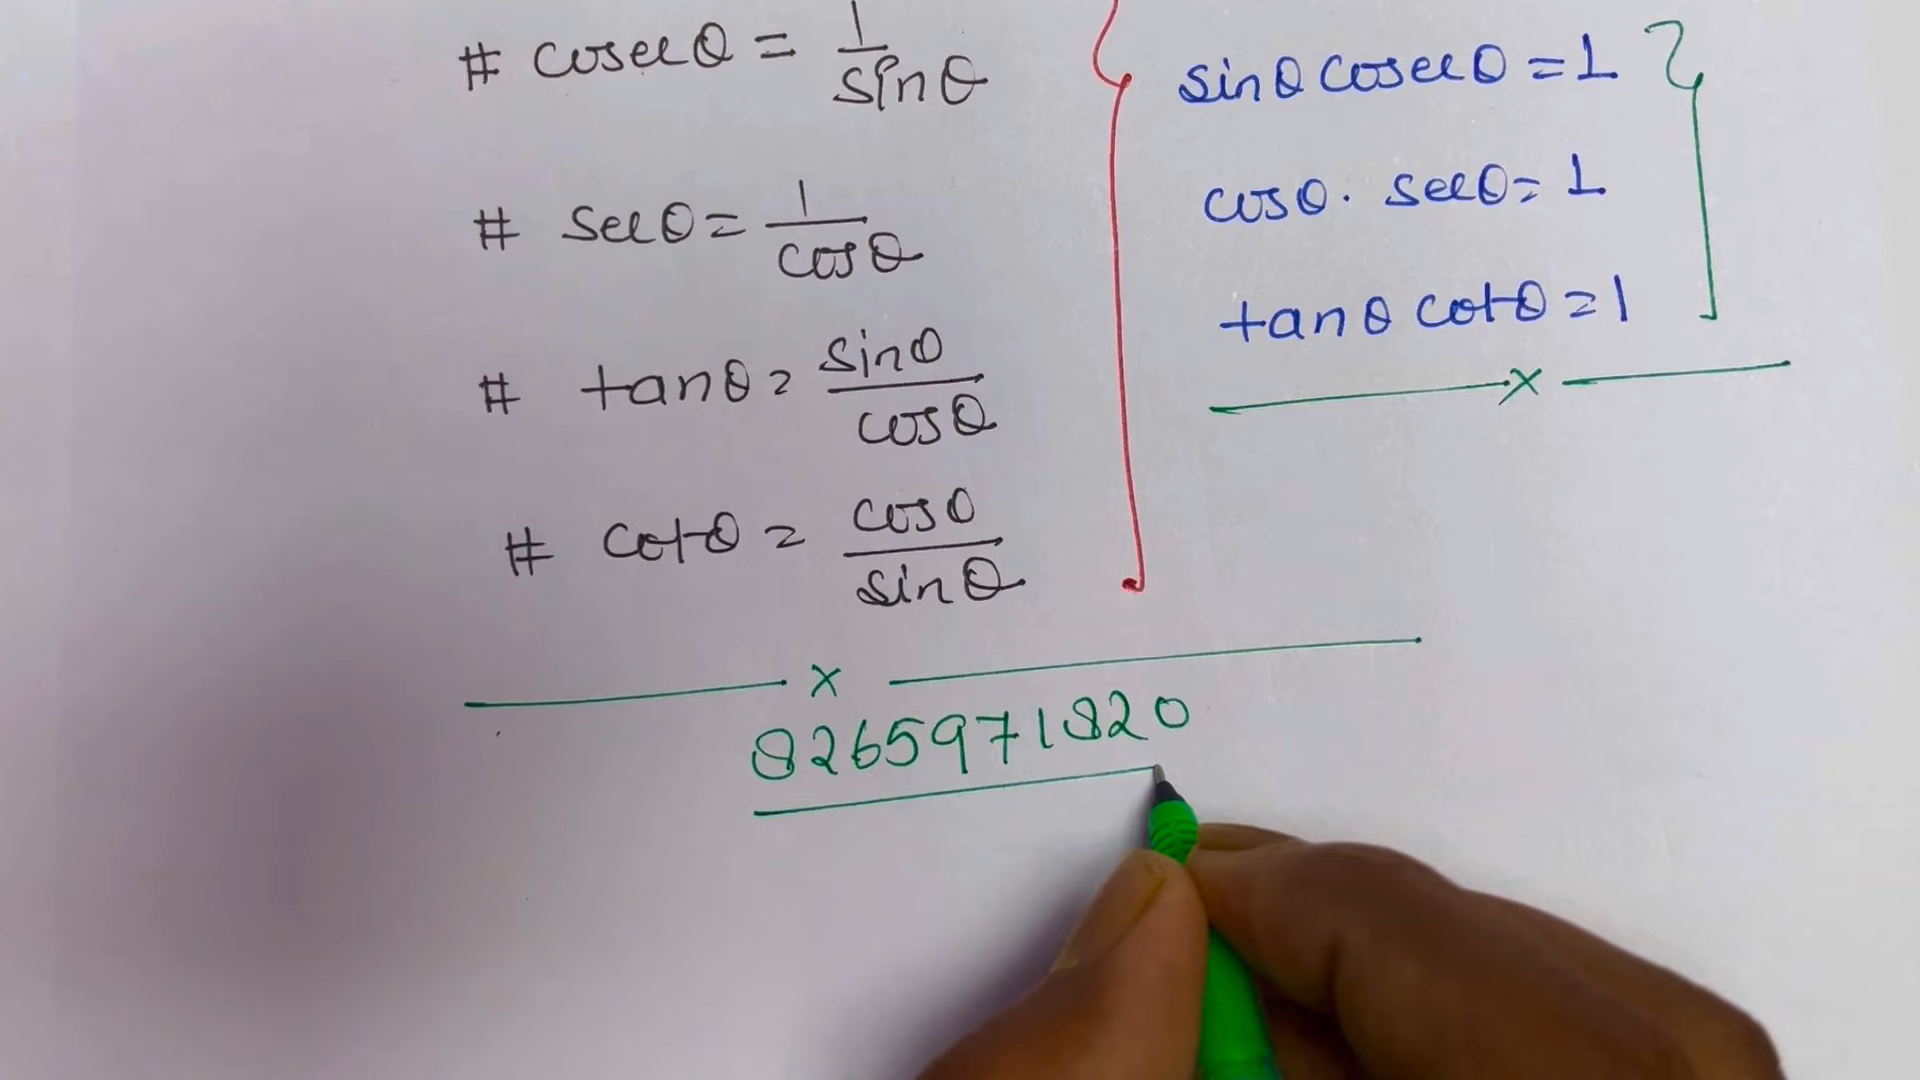 # cosecθ = 1/sinθ
# secθ = 1/cosθ
# tanθ = sinθ/cosθ
# cotθ = cosθ/sinθ
sinθ cosecθ = 1
cosθ. secθ = 1
tanθ cotθ = 1
x
x
8265971820